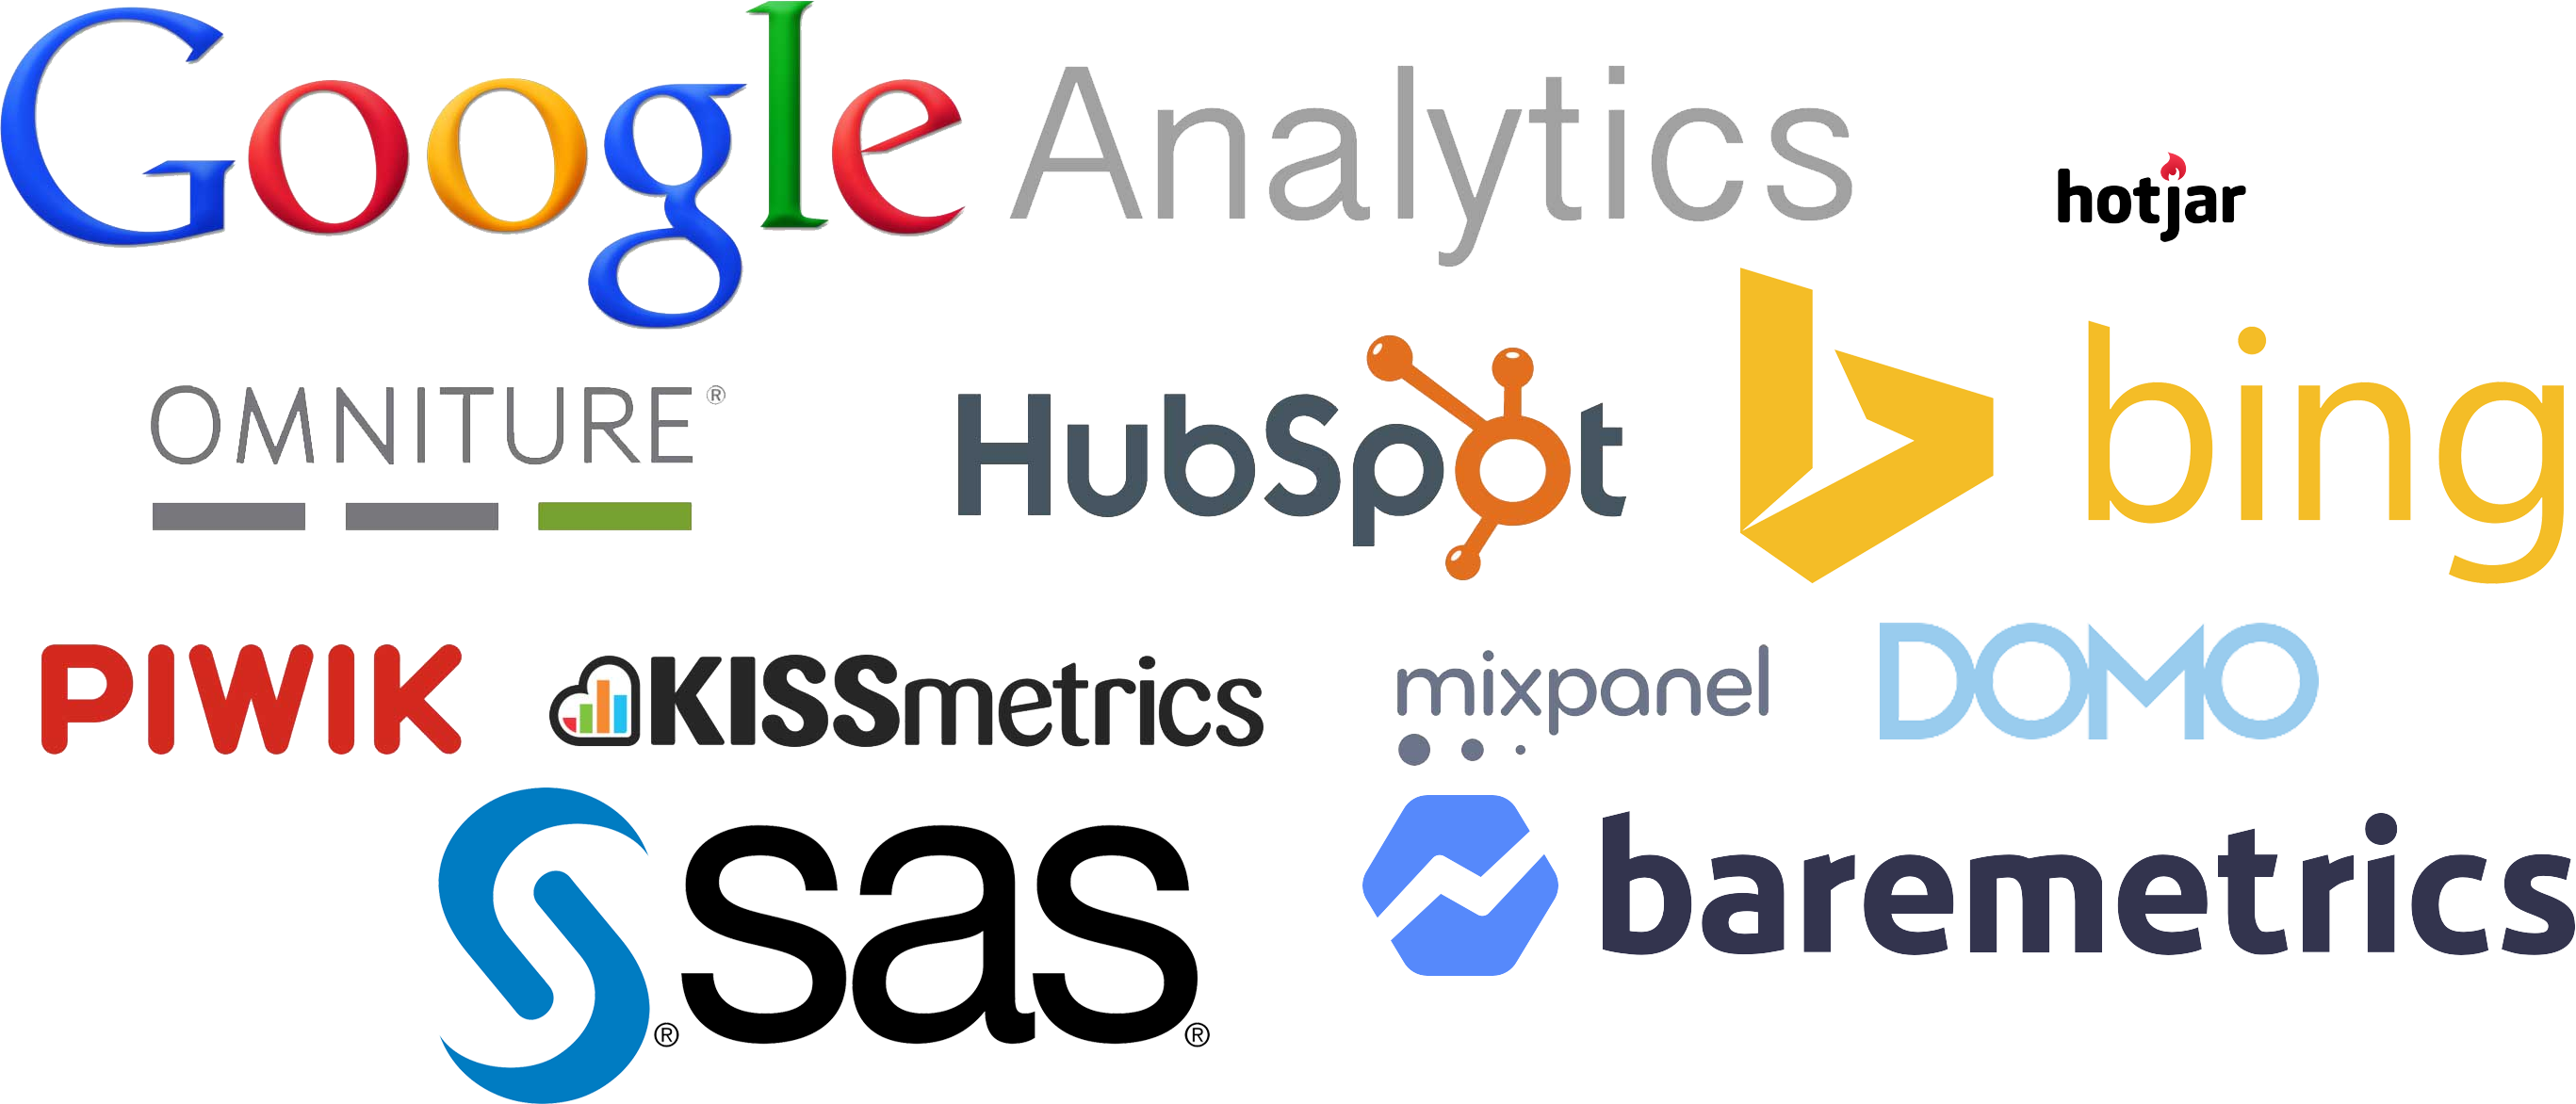 Google Analytics
hotjar
OMNITURE®
HubSpot
bing
PIWIK
KISSmetrics
mixpanel
DOMO
®sas®
baremetrics